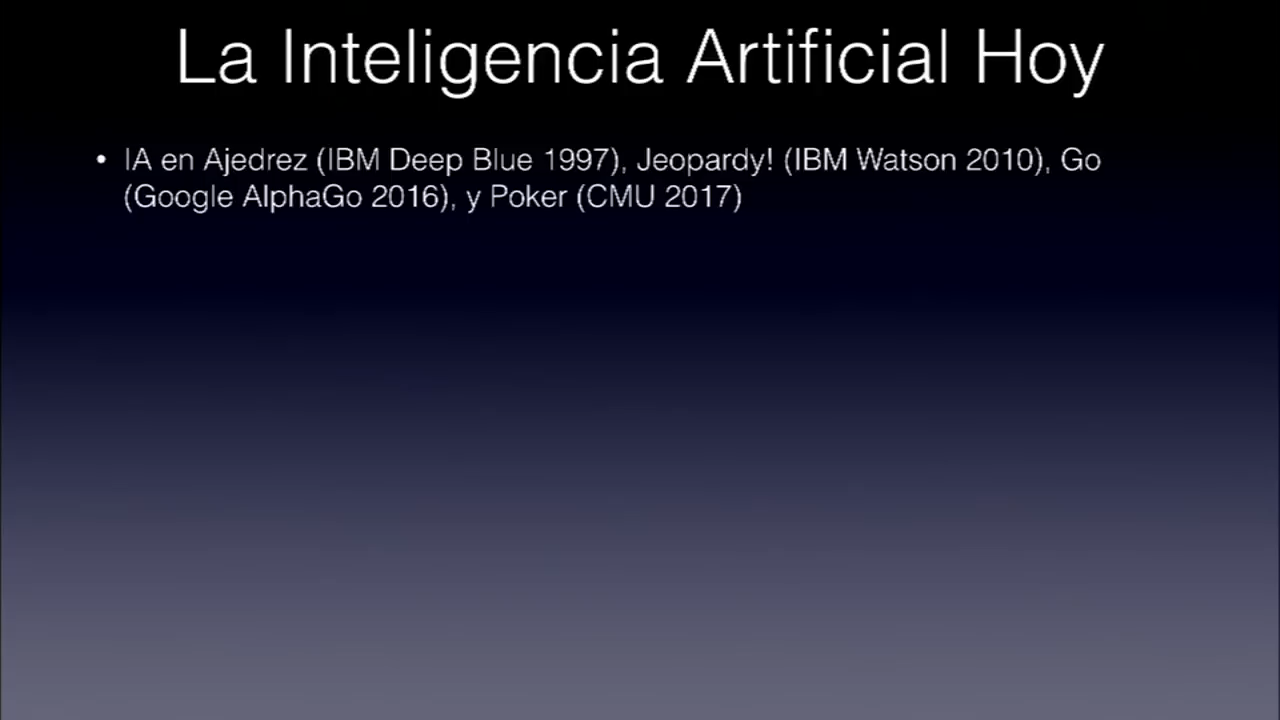 La Inteligencia Artificial Hoy
• IA en Ajedrez (IBM Deep Blue 1997), Jeopardy! (IBM Watson 2010), Go
(Google AlphaGo 2016), y Poker (CMU 2017)